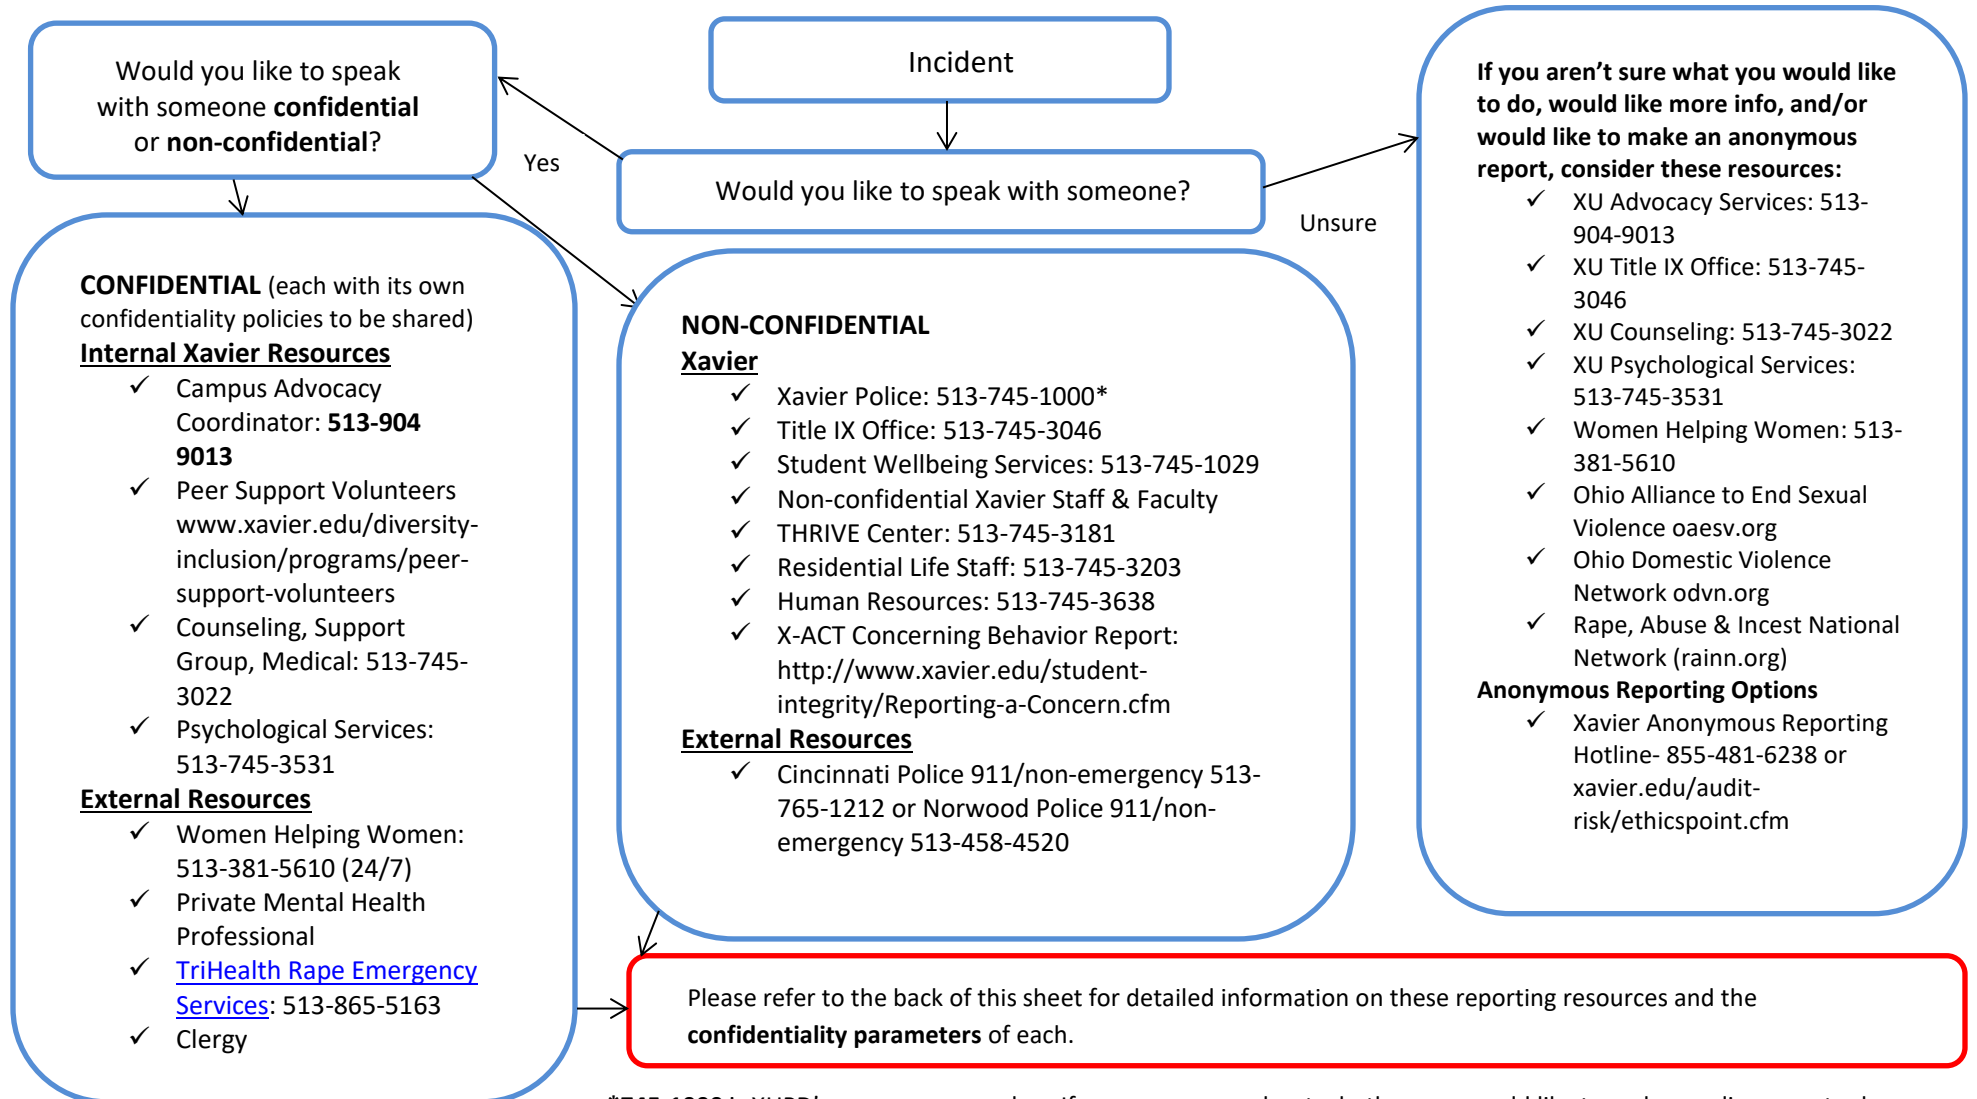 Incident
Would you like to speak with someone?
Yes
Unsure
Would you like to speak
with someone confidential
or non-confidential?
CONFIDENTIAL (each with its own
confidentiality policies to be shared)
Internal Xavier Resources
✓ Campus Advocacy
Coordinator: 513-904
9013
✓ Peer Support Volunteers
www.xavier.edu/diversity-
inclusion/programs/peer-
support-volunteers
✓ Counseling, Support
Group, Medical: 513-745-
3022
✓ Psychological Services:
513-745-3531
External Resources
✓ Women Helping Women:
513-381-5610 (24/7)
✓ Private Mental Health
Professional
✓ TriHealth Rape Emergency
Services: 513-865-5163
✓ Clergy
NON-CONFIDENTIAL
Xavier
✓ Xavier Police: 513-745-1000*
✓ Title IX Office: 513-745-3046
✓ Student Wellbeing Services: 513-745-1029
✓ Non-confidential Xavier Staff & Faculty
✓ THRIVE Center: 513-745-3181
✓ Residential Life Staff: 513-745-3203
✓ Human Resources: 513-745-3638
✓ X-ACT Concerning Behavior Report:
http://www.xavier.edu/student-
integrity/Reporting-a-Concern.cfm
External Resources
✓ Cincinnati Police 911/non-emergency 513-
765-1212 or Norwood Police 911/non-
emergency 513-458-4520
If you aren't sure what you would like
to do, would like more info, and/or
would like to make an anonymous
report, consider these resources:
✓ XU Advocacy Services: 513-
904-9013
✓ XU Title IX Office: 513-745-
3046
✓ XU Counseling: 513-745-3022
✓ XU Psychological Services:
513-745-3531
✓ Women Helping Women: 513-
381-5610
✓ Ohio Alliance to End Sexual
Violence oaesv.org
✓ Ohio Domestic Violence
Network odvn.org
✓ Rape, Abuse & Incest National
Network (rainn.org)
Anonymous Reporting Options
✓ Xavier Anonymous Reporting
Hotline- 855-481-6238 or
xavier.edu/audit-
risk/ethicspoint.cfm
Please refer to the back of this sheet for detailed information on these reporting resources and the
confidentiality parameters of each.